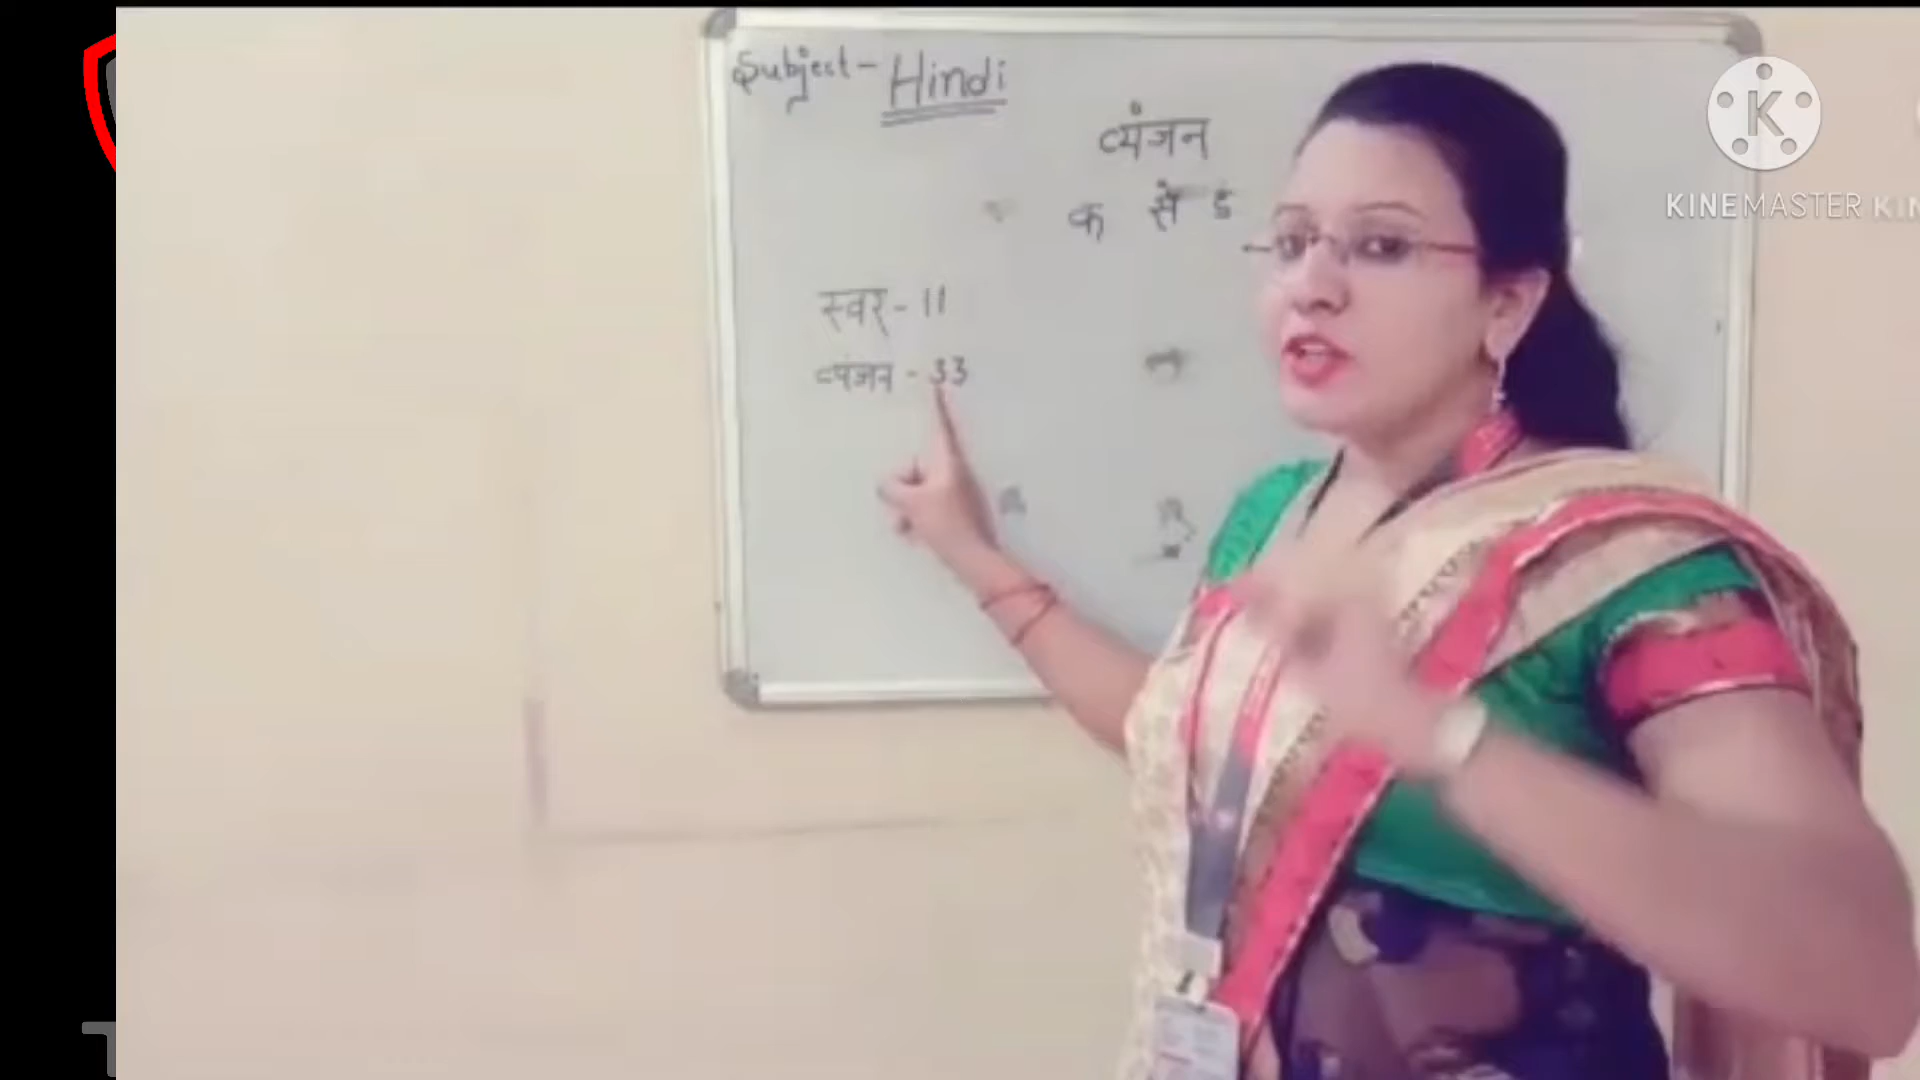 Subject - Hindi
व्यंजन
क से ह
स्वर - 11
व्यंजन - 33
KINEMASTER